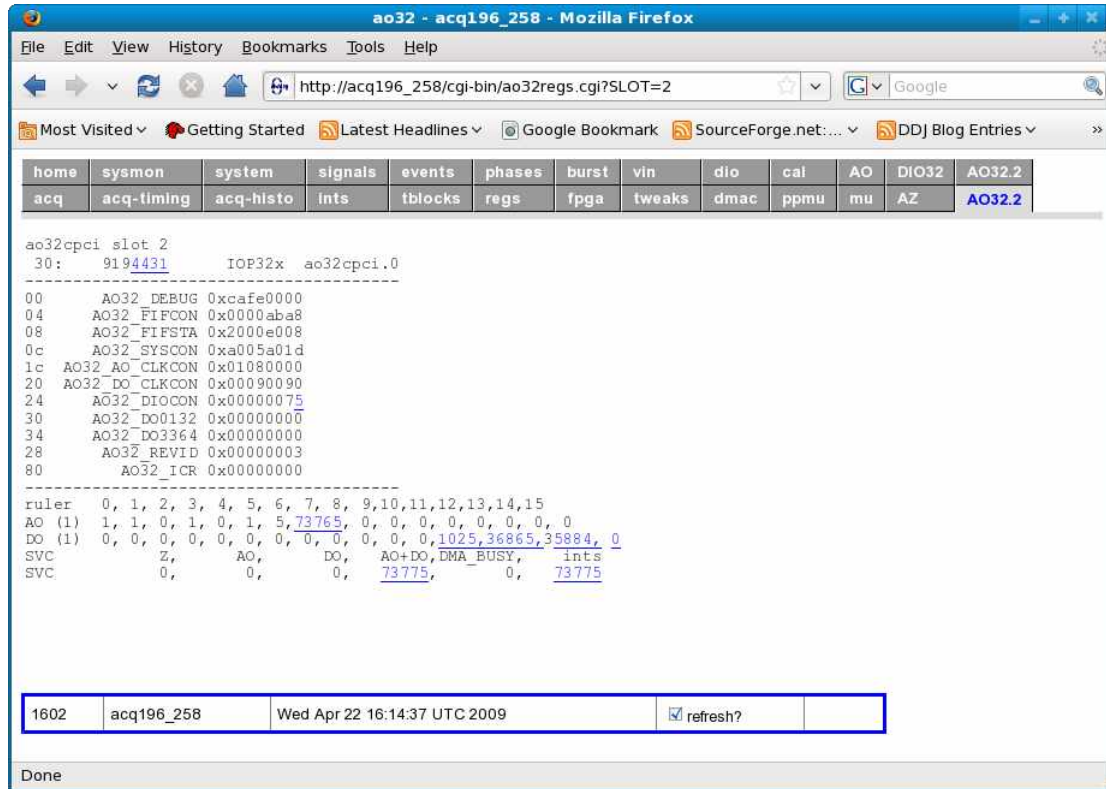 ao32 - acq196_258 - Mozilla Firefox
File Edit View History Bookmarks Tools Help
http://acq196_258/cgi-bin/ao32regs.cgi?SLOT=2 G Google
Most Visited Getting Started Latest Headlines Google Bookmark SourceForge.net:... DDJ Blog Entries »
home sysmon system signals events phases burst vin dio cal AO DIO32 AO32.2
acq acq-timing acq-histo ints tblocks regs fpga tweaks dmac ppmu mu AZ AO32.2
ao32cpci slot 2
30: 9194431 IOP32x ao32cpci.0
----------------------------------------
00 AO32_DEBUG 0xcafe0000
04 AO32_FIFCON 0x0000aba8
08 AO32_FIFSTA 0x2000e008
0c AO32_SYSCON 0xa005a01d
1c AO32_AO_CLKCON 0x01080000
20 AO32_DO_CLKCON 0x00090090
24 AO32_DIOCON 0x00000075
30 AO32_DO0132 0x00000000
34 AO32_DO3364 0x00000000
28 AO32_REVID 0x00000003
80 AO32_ICR 0x00000000
----------------------------------------
ruler 0, 1, 2, 3, 4, 5, 6, 7, 8, 9,10,11,12,13,14,15
AO (1) 1, 1, 0, 1, 0, 1, 5,73765, 0, 0, 0, 0, 0, 0, 0, 0
DO (1) 0, 0, 0, 0, 0, 0, 0, 0, 0, 0, 0, 0,1025,36865,35884, 0
SVC Z, AO, DO, AO+DO,DMA_BUSY, ints
SVC 0, 0, 0, 73775, 0, 73775
1602 acq196_258 Wed Apr 22 16:14:37 UTC 2009 refresh?
Done